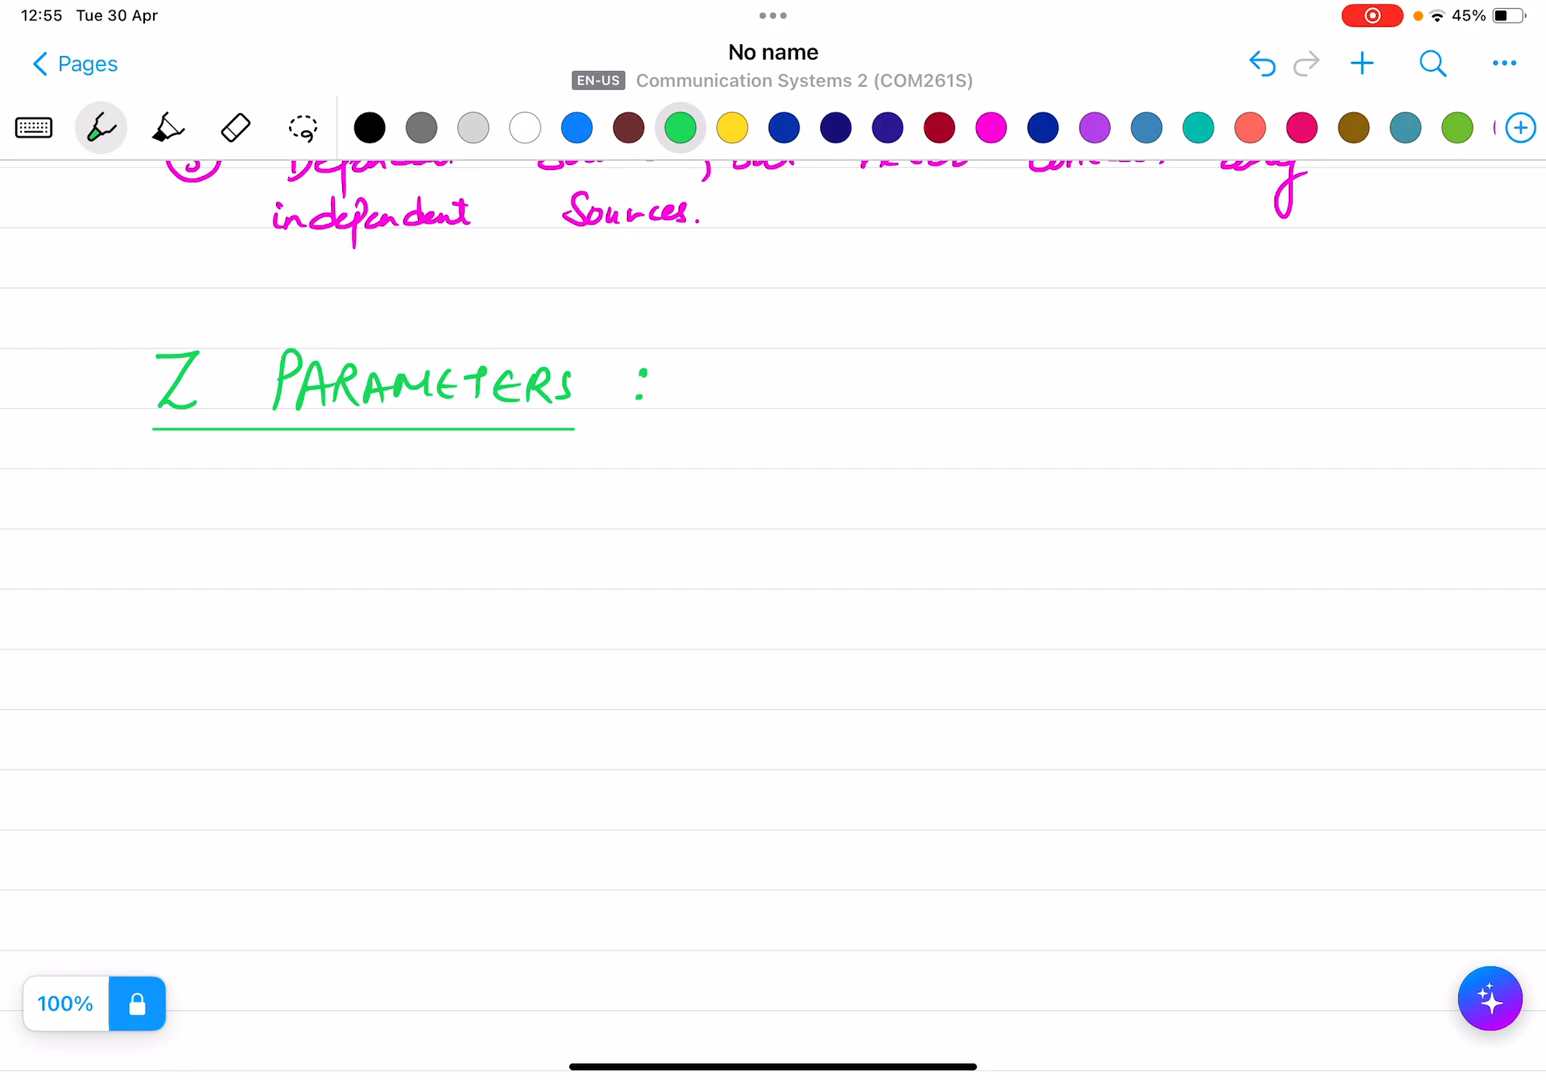 12:55 Tue 30 Apr
45%
Pages
No name
EN-US Communication Systems 2 (COM261S)
independent Sources.
Z PARAMETERS :
100%